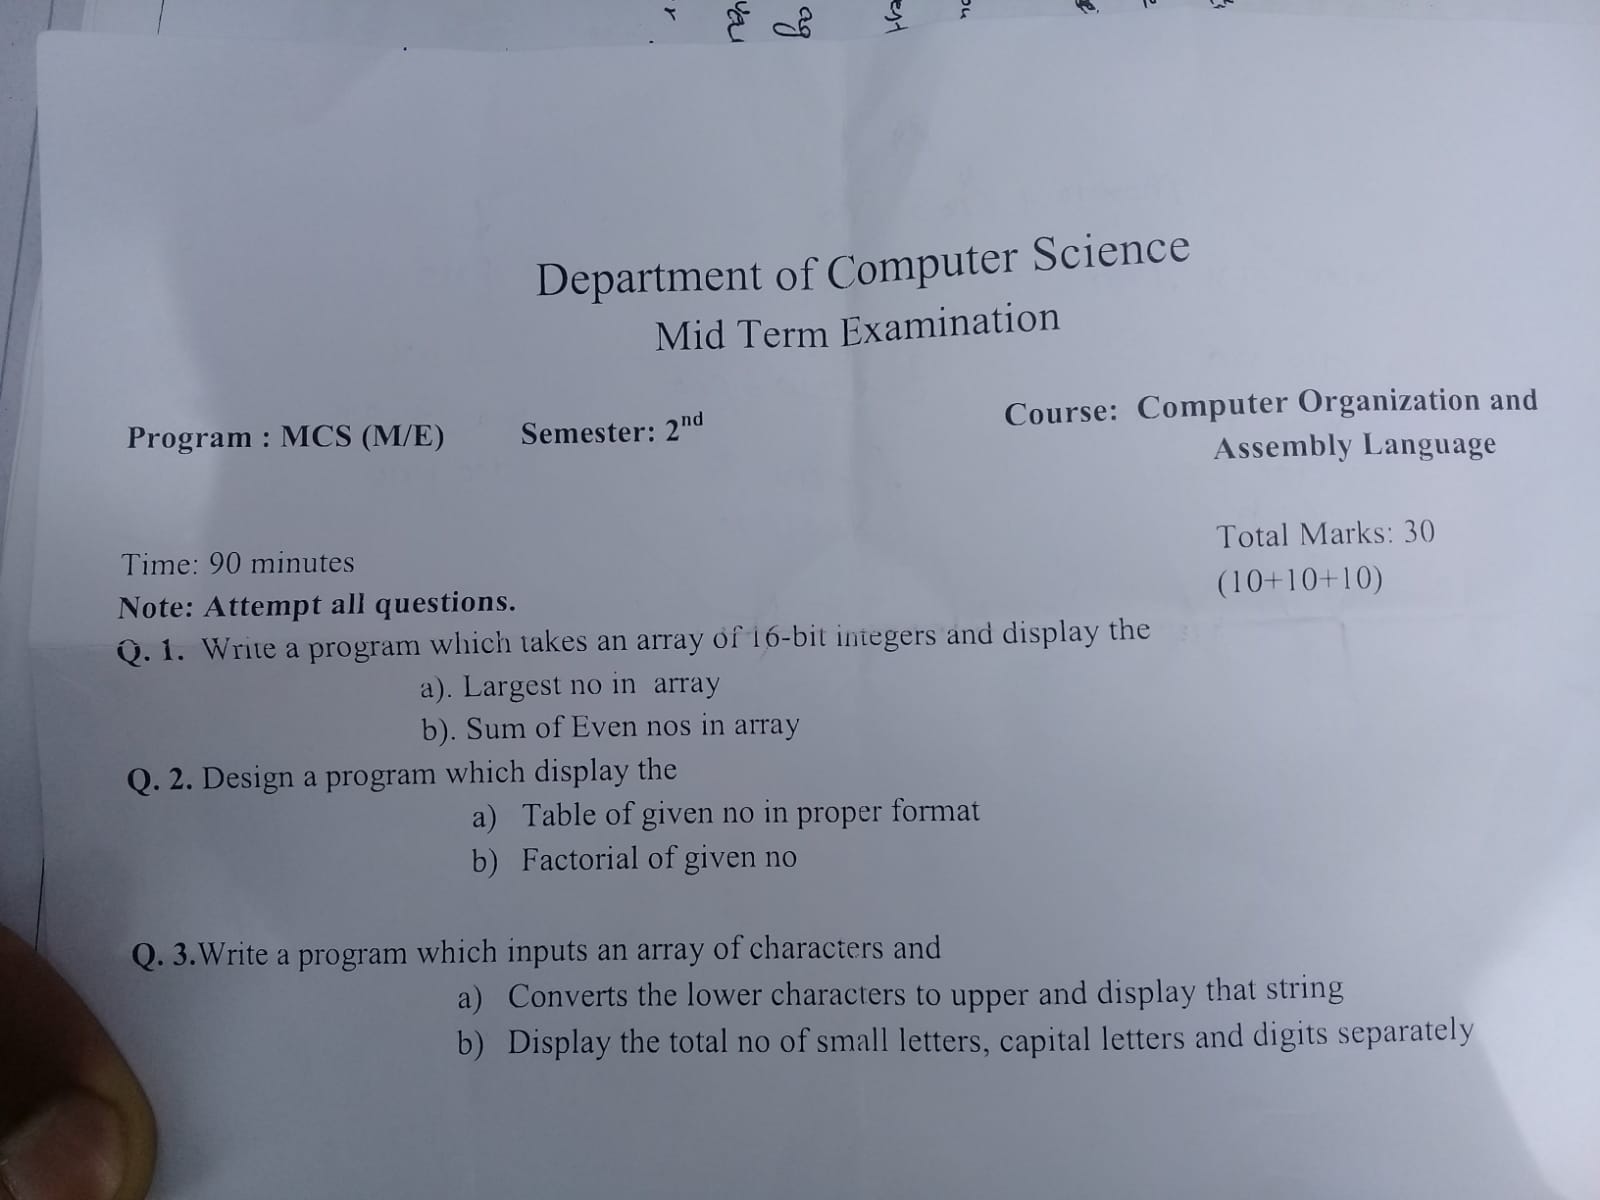 Department of Computer Science
Mid Term Examination
Program : MCS (M/E) Semester: 2nd Course: Computer Organization and
Assembly Language
Total Marks: 30
Time: 90 minutes
(10+10+10)
Note: Attempt all questions.
Q. 1. Write a program which takes an array of 16-bit integers and display the
a). Largest no in array
b). Sum of Even nos in array
Q. 2. Design a program which display the
a) Table of given no in proper format
b) Factorial of given no
Q. 3.Write a program which inputs an array of characters and
a) Converts the lower characters to upper and display that string
b) Display the total no of small letters, capital letters and digits separately